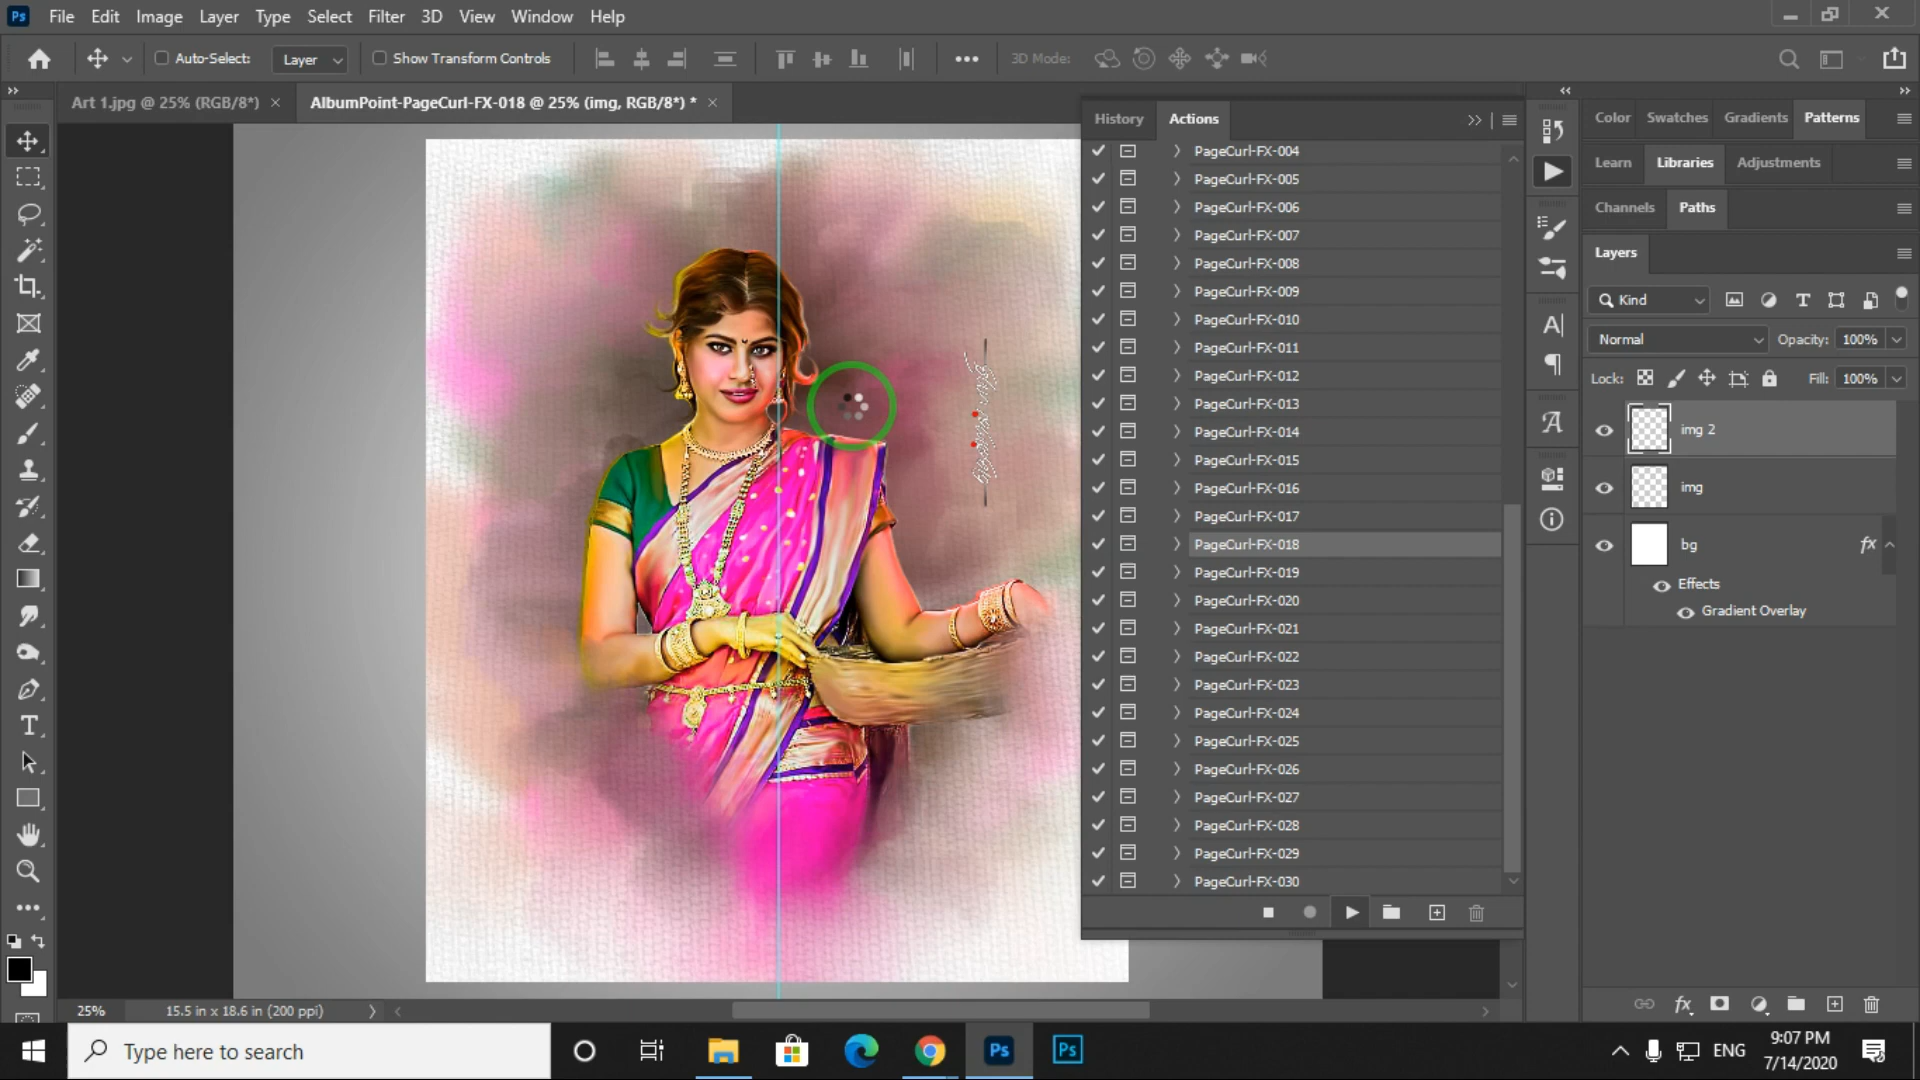 Ps File Edit Image Layer Type Select Filter 3D View Window Help
Auto-Select: Layer Show Transform Controls 3D Mode:
Art 1.jpg @ 25% (RGB/8*) × AlbumPoint-PageCurl-FX-018 @ 25% (img, RGB/8*) * ×
History Actions
PageCurl-FX-004
PageCurl-FX-005
PageCurl-FX-006
PageCurl-FX-007
PageCurl-FX-008
PageCurl-FX-009
PageCurl-FX-010
PageCurl-FX-011
PageCurl-FX-012
PageCurl-FX-013
PageCurl-FX-014
PageCurl-FX-015
PageCurl-FX-016
PageCurl-FX-017
PageCurl-FX-018
PageCurl-FX-019
PageCurl-FX-020
PageCurl-FX-021
PageCurl-FX-022
PageCurl-FX-023
PageCurl-FX-024
PageCurl-FX-025
PageCurl-FX-026
PageCurl-FX-027
PageCurl-FX-028
PageCurl-FX-029
PageCurl-FX-030
Color Swatches Gradients Patterns
Learn Libraries Adjustments
Channels Paths
Layers
Kind
Normal Opacity: 100%
Lock: Fill: 100%
img 2
img
bg fx
Effects
Gradient Overlay
25% 15.5 in x 18.6 in (200 ppi)
Type here to search
Ps Ps
ENG
9:07 PM
7/14/2020